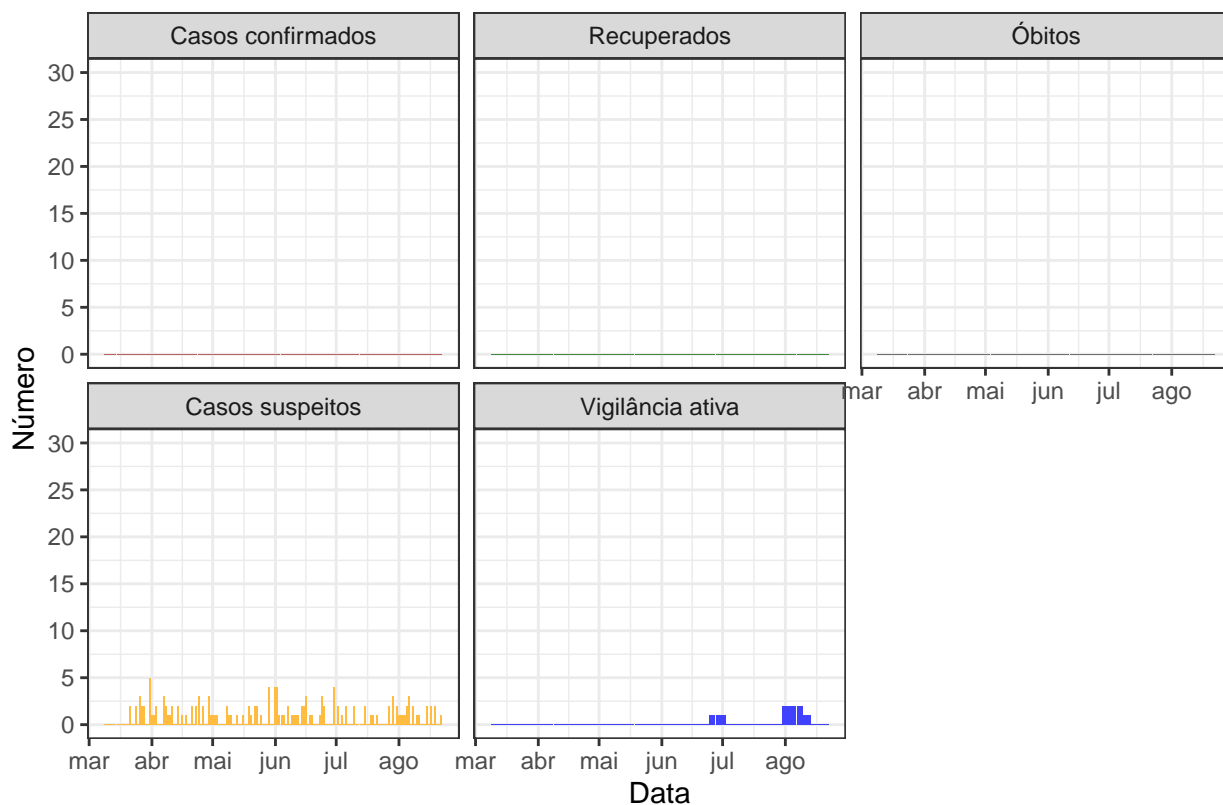 Casos confirmados Recuperados Óbitos
30
25
20
15
10
5
0
mar abr mai jun jul ago
Casos suspeitos Vigilância ativa
30
25
20
15
10
5
0
mar abr mai jun jul ago mar abr mai jun jul ago
Número
Data